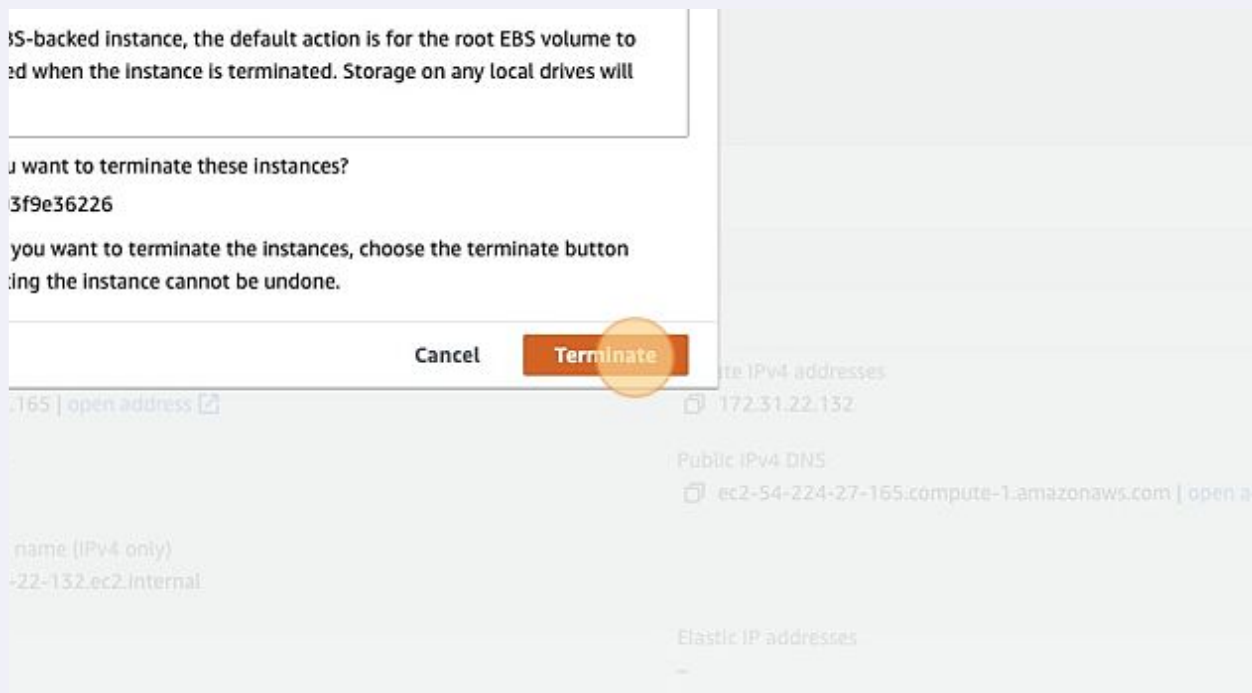 3S-backed instance, the default action is for the root EBS volume to
ed when the instance is terminated. Storage on any local drives will
u want to terminate these instances?
3f9e36226
you want to terminate the instances, choose the terminate button
ting the instance cannot be undone.
Cancel Terminate
te IPv4 addresses
.165 | open address 172.31.22.132
Public IPv4 DNS
ec2-54-224-27-165.compute-1.amazonaws.com | open a
name (IPv4 only)
-22-132.ec2.internal
Elastic IP addresses
–